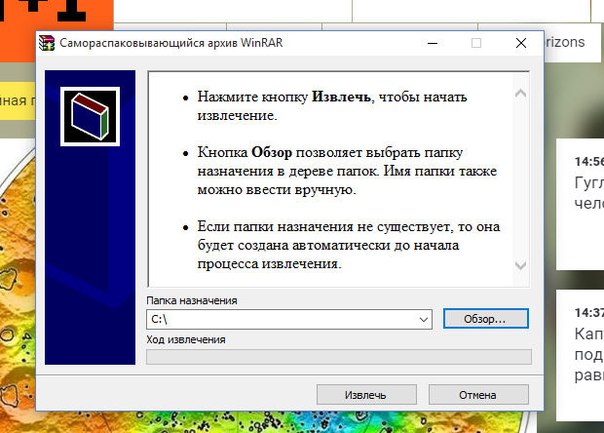 +1
Самораспаковывающийся архив WinRAR
orizons
• Нажмите кнопку Извлечь, чтобы начать
извлечение.
• Кнопка Обзор позволяет выбрать папку
назначения в дереве папок. Имя папки также
можно ввести вручную.
• Если папки назначения не существует, то она
будет создана автоматически до начала
процесса извлечения.
Папка назначения
C:\
Обзор...
Ход извлечения
Извлечь
Отмена
14:56
Гугл
чело
14:37
Кап
под
рав